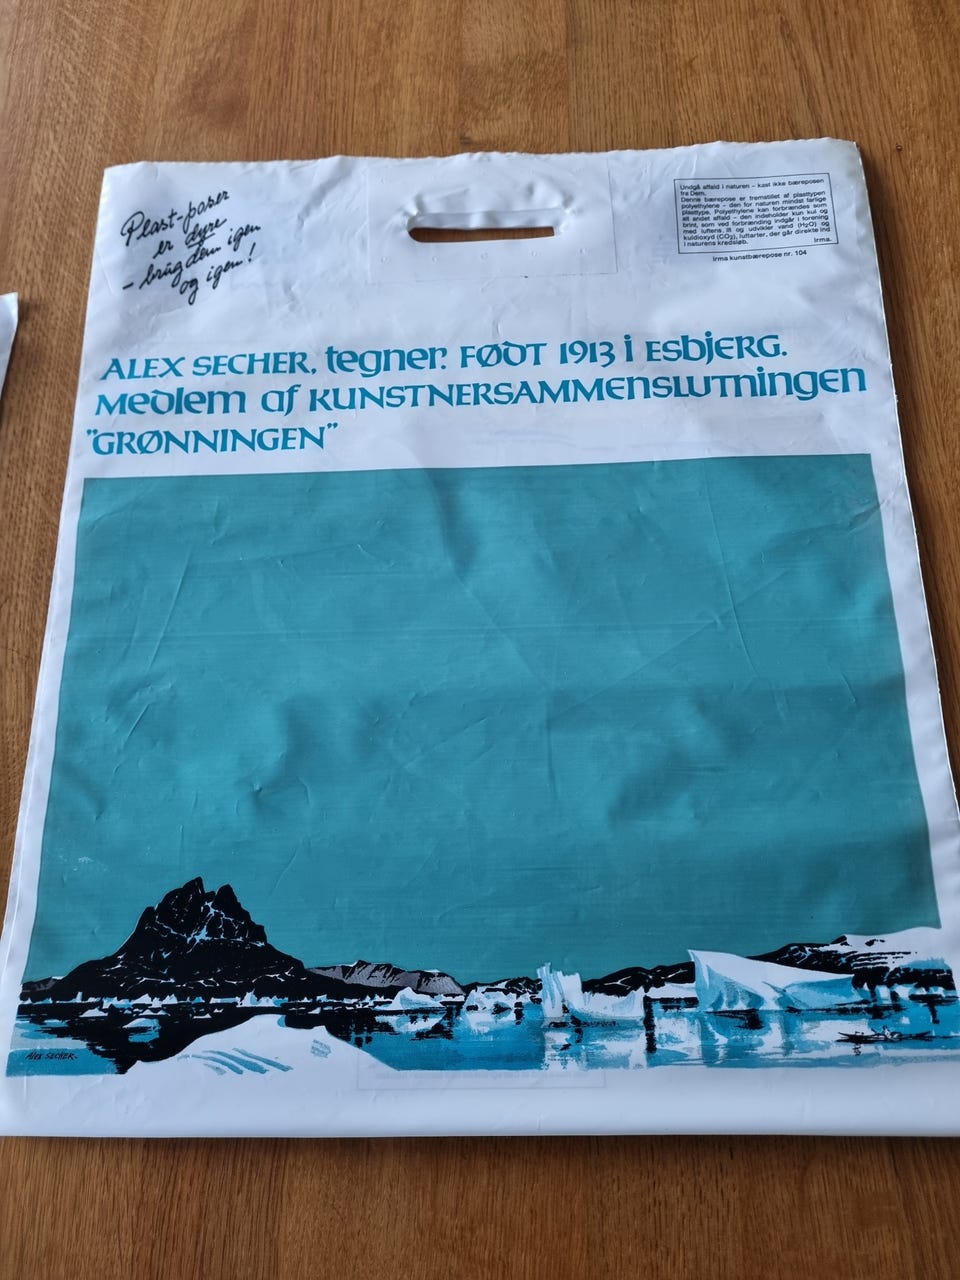 Plast-poser
er dyre
- brug dem igen
og igen!
Undgå affald i naturen - kast ikke bæreposen
fra Dem.
Denne bærepose er fremstillet af plasttypen
polyethylene - den for naturen mindst farlige
plasttype. Polyethylene kan forbrændes som
alt andet affald - den indeholder kun kul og
brint, som ved forbrænding indgår i forening
med luftens ilt og udvikler vand (H₂O) og
kuldioxyd (CO₂), luftarter, der går direkte ind
i naturens kredsløb. Irma.
Irma kunstbærepose nr. 104
ALEX SECHER, tegner. FØDT 1913 i ESBJERG.
Medlem af KUNSTNERSAMMENSLUTNINGEN
"GRØNNINGEN"
ALEX SECHER.